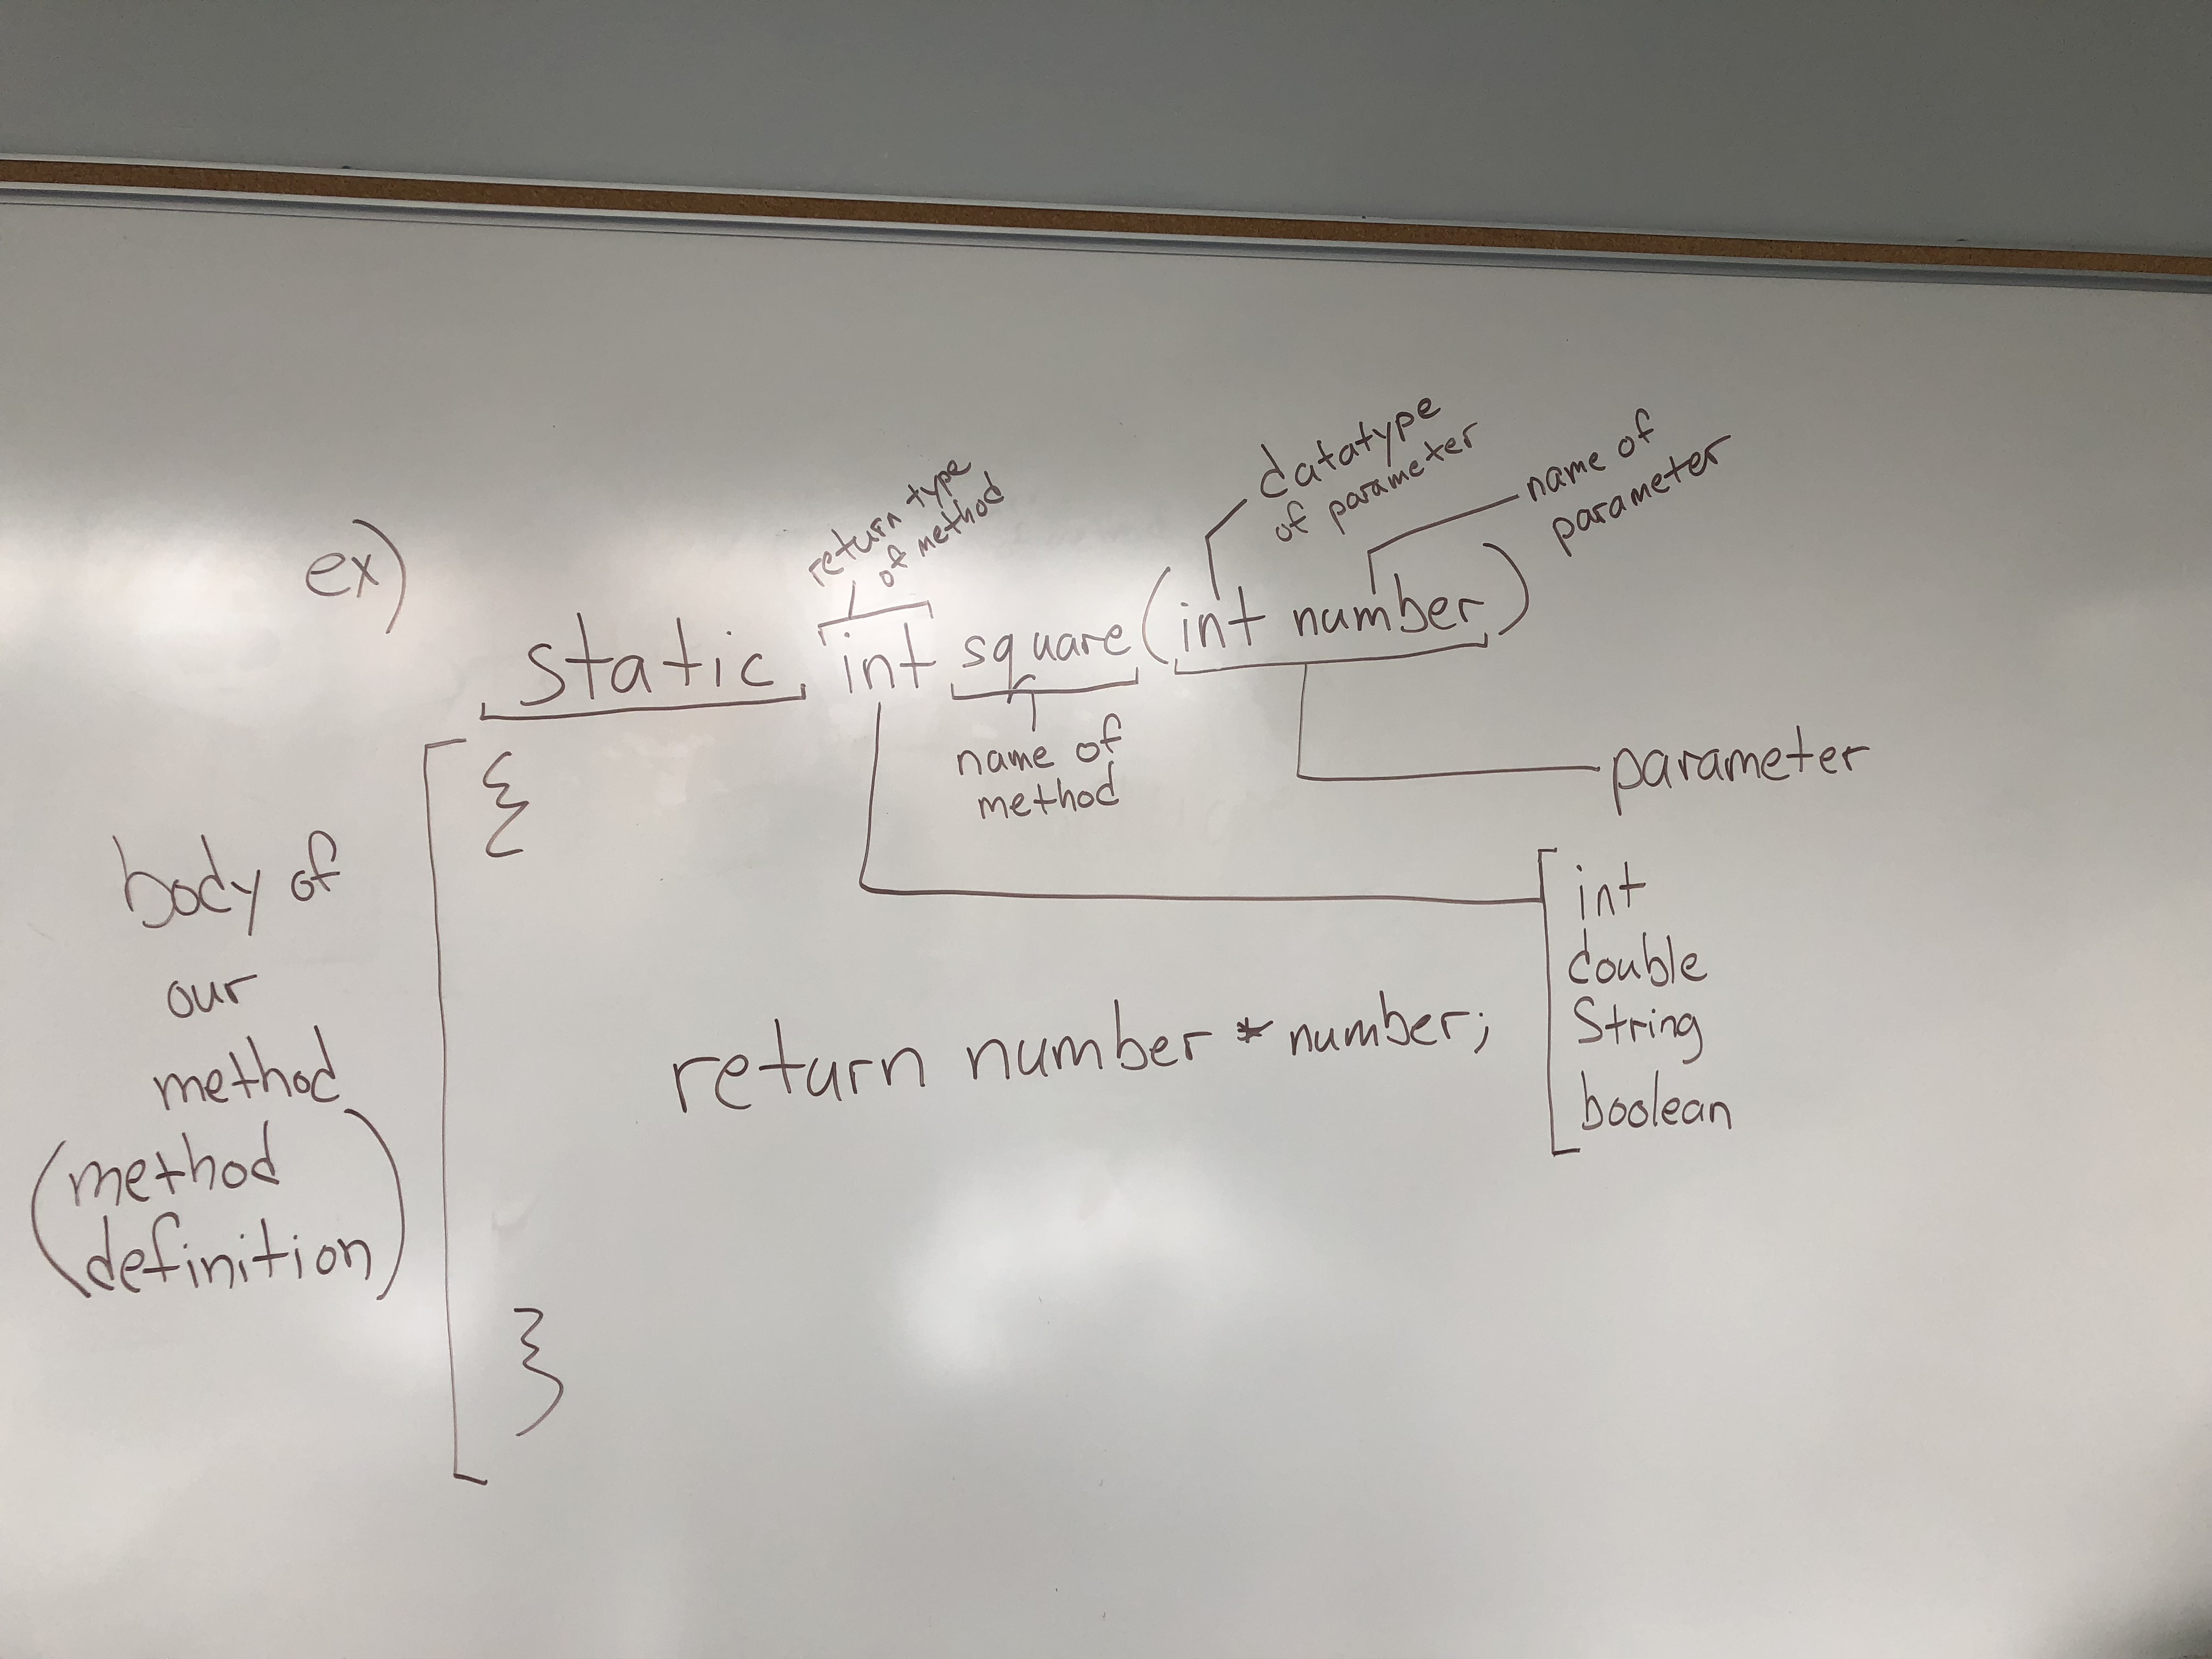 ex)
return type
of method
datatype
of parameter
name of
parameter
static int square (int number)
name of
method
parameter
{
body of
our
method
(method
definition)
int
double
String
boolean
return number * number;
}